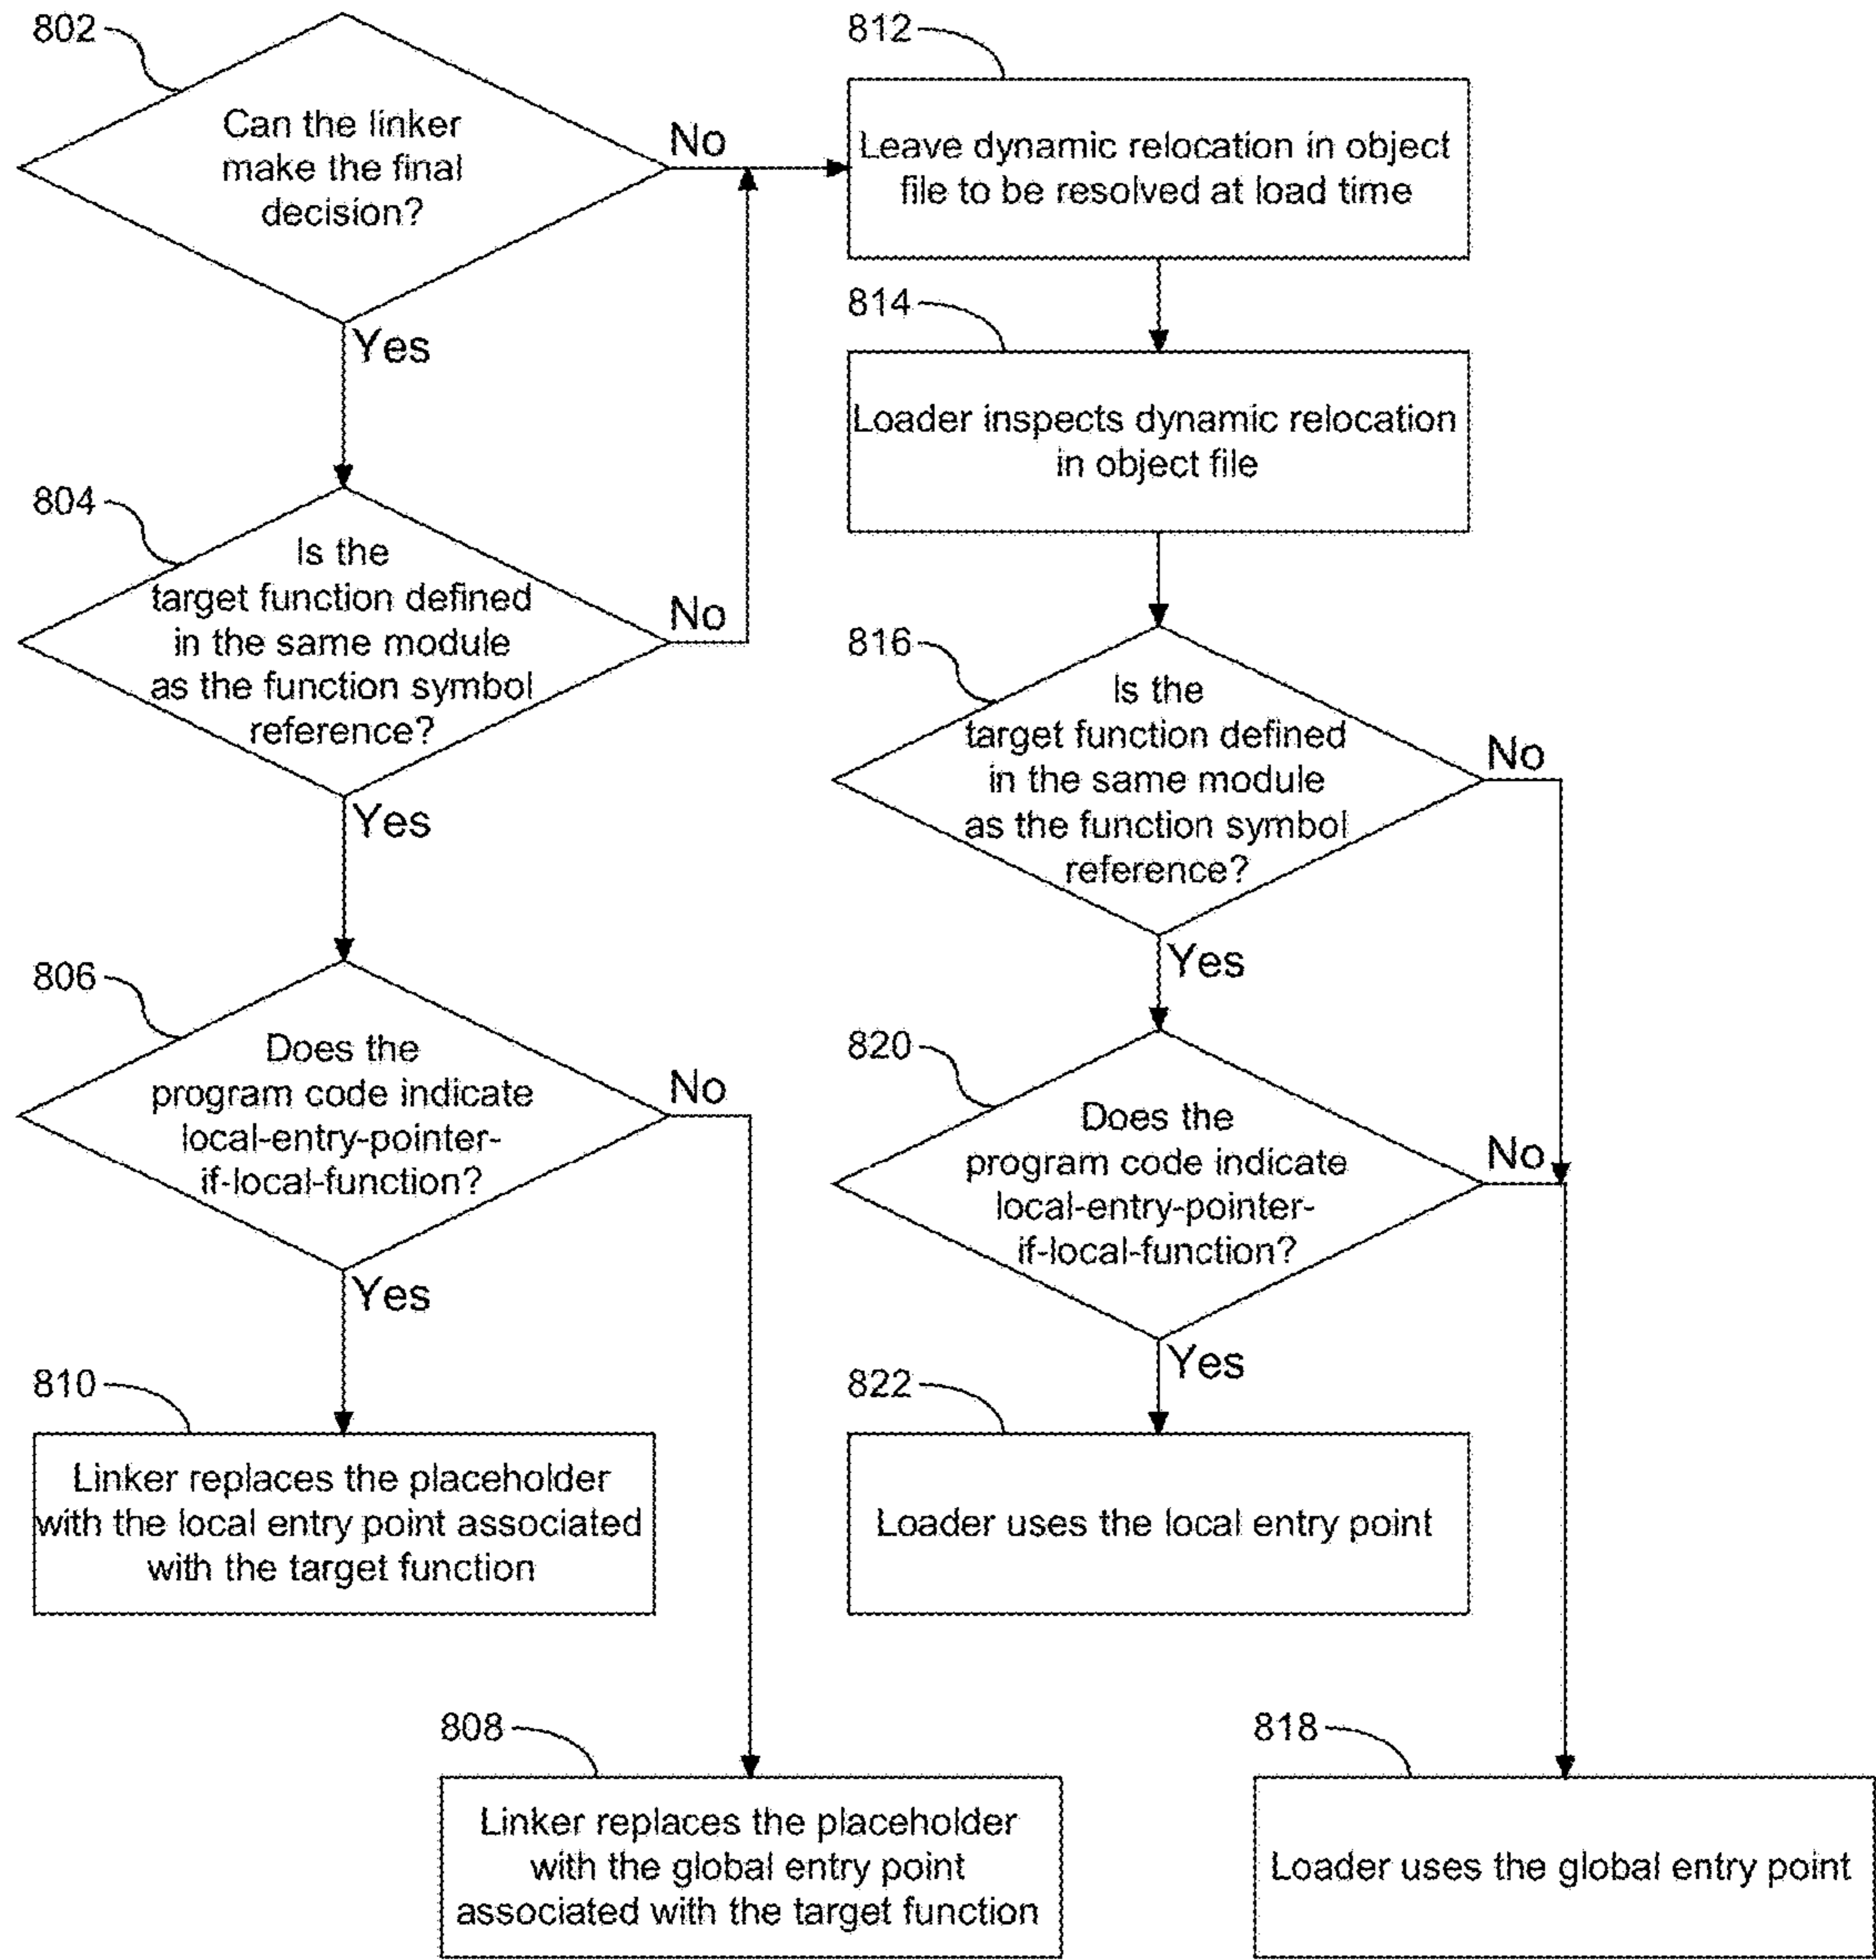 802
Can the linker
make the final
decision?
No
Yes
804
Is the
target function defined
in the same module
as the function symbol
reference?
No
Yes
806
Does the
program code indicate
local-entry-pointer-
if-local-function?
No
Yes
810
Linker replaces the placeholder
with the local entry point associated
with the target function
808
Linker replaces the placeholder
with the global entry point
associated with the target function
812
Leave dynamic relocation in object
file to be resolved at load time
814
Loader inspects dynamic relocation
in object file
816
Is the
target function defined
in the same module
as the function symbol
reference?
No
Yes
820
Does the
program code indicate
local-entry-pointer-
if-local-function?
No
Yes
822
Loader uses the local entry point
818
Loader uses the global entry point